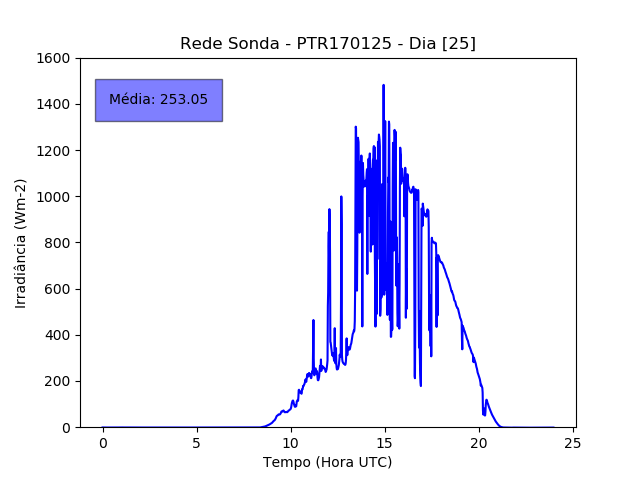 Rede Sonda - PTR170125 - Dia [25]
Média: 253.05
Irradiância (Wm-2)
1600
1400
1200
1000
800
600
400
200
0
0 5 10 15 20 25
Tempo (Hora UTC)